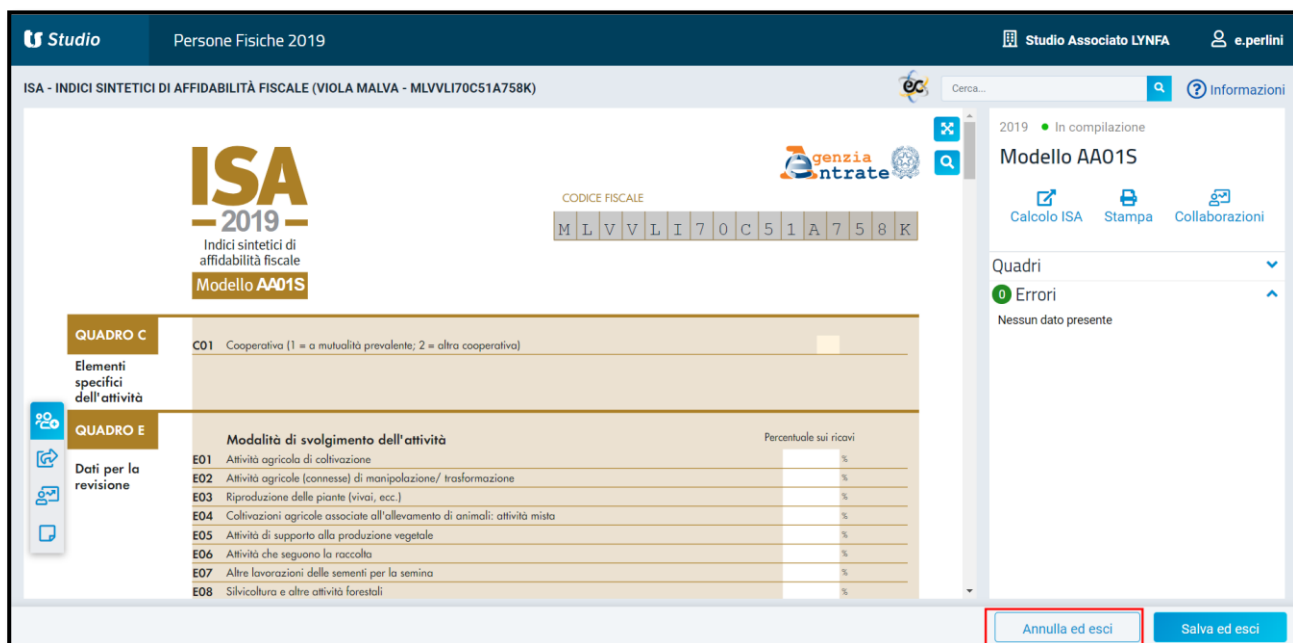 Studio
Persone Fisiche 2019
Studio Associato LYNFA
e.perlini
ISA - INDICI SINTETICI DI AFFIDABILITÀ FISCALE (VIOLA MALVA - MLVVLI70C51A758K)
ec
Cerca...
Informazioni
ISA
2019
Indici sintetici di
affidabilità fiscale
Modello AA01S
Agenzia
Entrate
CODICE FISCALE
M L V V L I 7 0 C 5 1 A 7 5 8 K
QUADRO C
Elementi
specifici
dell'attività
C01 Cooperativa (1 = a mutualità prevalente; 2 = altra cooperativa)
QUADRO E
Dati per la
revisione
Modalità di svolgimento dell'attività
Percentuale sui ricavi
E01 Attività agricola di coltivazione %
E02 Attività agricole (connesse) di manipolazione/ trasformazione %
E03 Riproduzione delle piante (vivai, ecc.) %
E04 Coltivazioni agricole associate all'allevamento di animali: attività mista %
E05 Attività di supporto alla produzione vegetale %
E06 Attività che seguono la raccolta %
E07 Altre lavorazioni delle sementi per la semina %
E08 Silvicoltura e altre attività forestali %
2019 In compilazione
Modello AA01S
Calcolo ISA
Stampa
Collaborazioni
Quadri
0 Errori
Nessun dato presente
Annulla ed esci
Salva ed esci